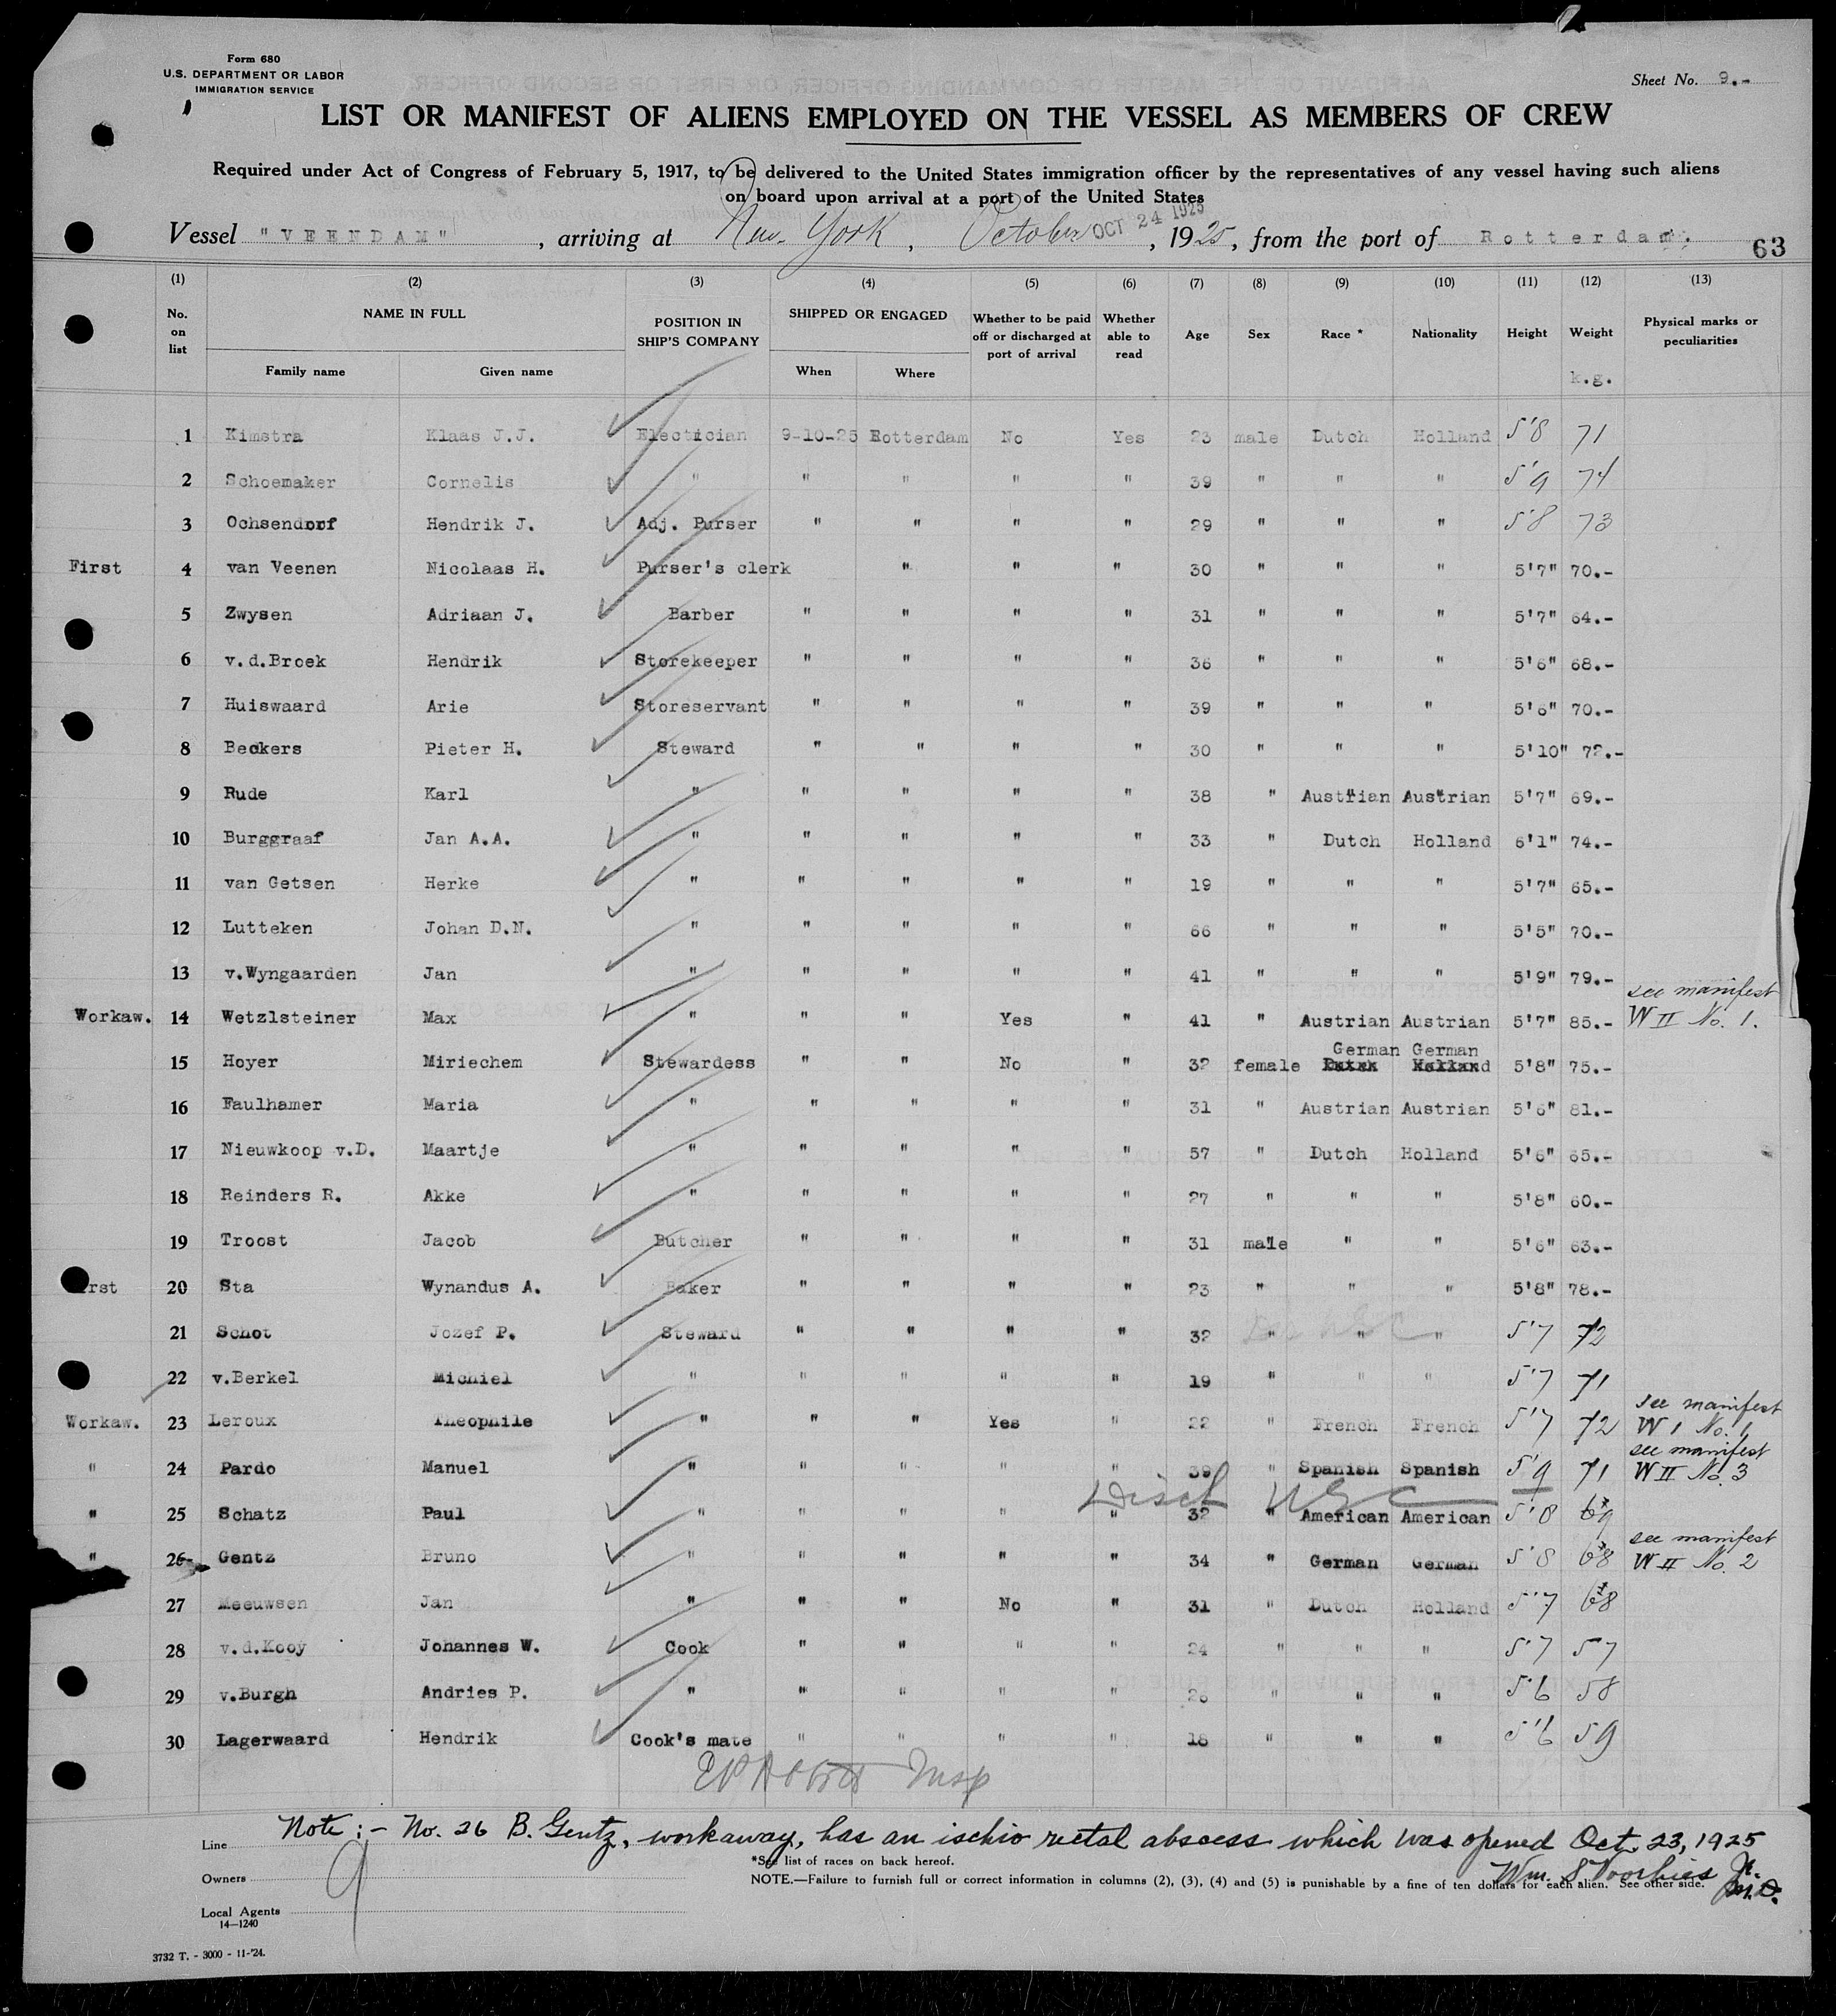 Form 680
U.S. DEPARTMENT OR LABOR
IMMIGRATION SERVICE
Sheet No. 9.-
LIST OR MANIFEST OF ALIENS EMPLOYED ON THE VESSEL AS MEMBERS OF CREW
Required under Act of Congress of February 5, 1917, to be delivered to the United States immigration officer by the representatives of any vessel having such aliens
on board upon arrival at a port of the United States
Vessel "VEENDAM", arriving at New York, October OCT 24 1925, 1925, from the port of Rotterdam. 63
(1) (2) (3) (4) (5) (6) (7) (8) (9) (10) (11) (12) (13)
No. on list NAME IN FULL POSITION IN SHIP'S COMPANY SHIPPED OR ENGAGED Whether to be paid off or discharged at port of arrival Whether able to read Age Sex Race * Nationality Height Weight Physical marks or peculiarities
Family name Given name When Where k.g.
1 Kimstra Klaas J.J. Electician 9-10-25 Rotterdam No Yes 23 male Dutch Holland 5'8 71
2 Schoemaker Cornelis " " " " " 39 " " " 5'9 74
3 Ochsendorf Hendrik J. Adj. Purser " " " " 29 " " " 5'8 73
First 4 van Veenen Nicolaas H. Purser's clerk " " " 30 " " " 5'7" 70.-
5 Zwysen Adriaan J. Barber " " " " 31 " " " 5'7" 64.-
6 v.d.Broek Hendrik Storekeeper " " " " 36 " " " 5'6" 68.-
7 Huiswaard Arie Storeservant " " " " 39 " " " 5'6" 70.-
8 Beckers Pieter H. Steward " " " " 30 " " " 5'10" 72.-
9 Rude Karl " " " " " 38 " Austrian Austrian 5'7" 69.-
10 Burggraaf Jan A.A. " " " " " 33 " Dutch Holland 6'1" 74.-
11 van Getsen Herke " " " " " 19 " " " 5'7" 65.-
12 Lutteken Johan D.N. " " " " " 66 " " " 5'5" 70.-
13 v.Wyngaarden Jan " " " " " 41 " " " 5'9" 79.-
Workaw. 14 Wetzlsteiner Max " " " Yes " 41 " Austrian Austrian 5'7" 85.- see manifest W II No. 1.
German German
15 Hoyer Miriechem Stewardess " " No " 32 female Dutch Holland 5'8" 75.-
16 Faulhamer Maria " " " " " 31 " Austrian Austrian 5'6" 81.-
17 Nieuwkoop v.D. Maartje " " " " " 57 " Dutch Holland 5'6" 65.-
18 Reinders R. Akke " " " " " 27 " " " 5'8" 60.-
19 Troost Jacob Butcher " " " " 31 male " " 5'6" 63.-
rst 20 Sta Wynandus A. Baker " " " " 23 " " " 5'8" 78.-
21 Schot Jozef P. Steward " " " " 32 " " " 5'7 72
22 v.Berkel Michiel " " " " " 19 " " " 5'7 71
Workaw. 23 Leroux Theophile " " " Yes " 22 " French French 5'7 72 see manifest W I No. 1
" 24 Pardo Manuel " " " " " 39 " Spanish Spanish 5'9 71 see manifest W II No. 3
Disch USC
" 25 Schatz Paul " " " " " 32 " American American 5'8 69
" 26 Gentz Bruno " " " " " 34 " German German 5'8 68 see manifest W II No. 2
27 Meeuwsen Jan " " " No " 31 " Dutch Holland 5'7 68
28 v.d.Kooy Johannes W. Cook " " " " 24 " " " 5'7 57
29 v.Burgh Andries P. " " " " " 26 " " " 5'6 58
30 Lagerwaard Hendrik Cook's mate " " " " 18 " " " 5'6 59
Insp
Note :- No. 26 B. Gentz, workaway, has an ischio rectal abscess which was opened Oct. 23, 1925
Wm. S Voorhies Jr. M.D.
Line
*See list of races on back hereof.
Owners
NOTE.—Failure to furnish full or correct information in columns (2), (3), (4) and (5) is punishable by a fine of ten dollars for each alien. See other side.
9
Local Agents
14—1240
3732 T. - 3000 - 11-'24.